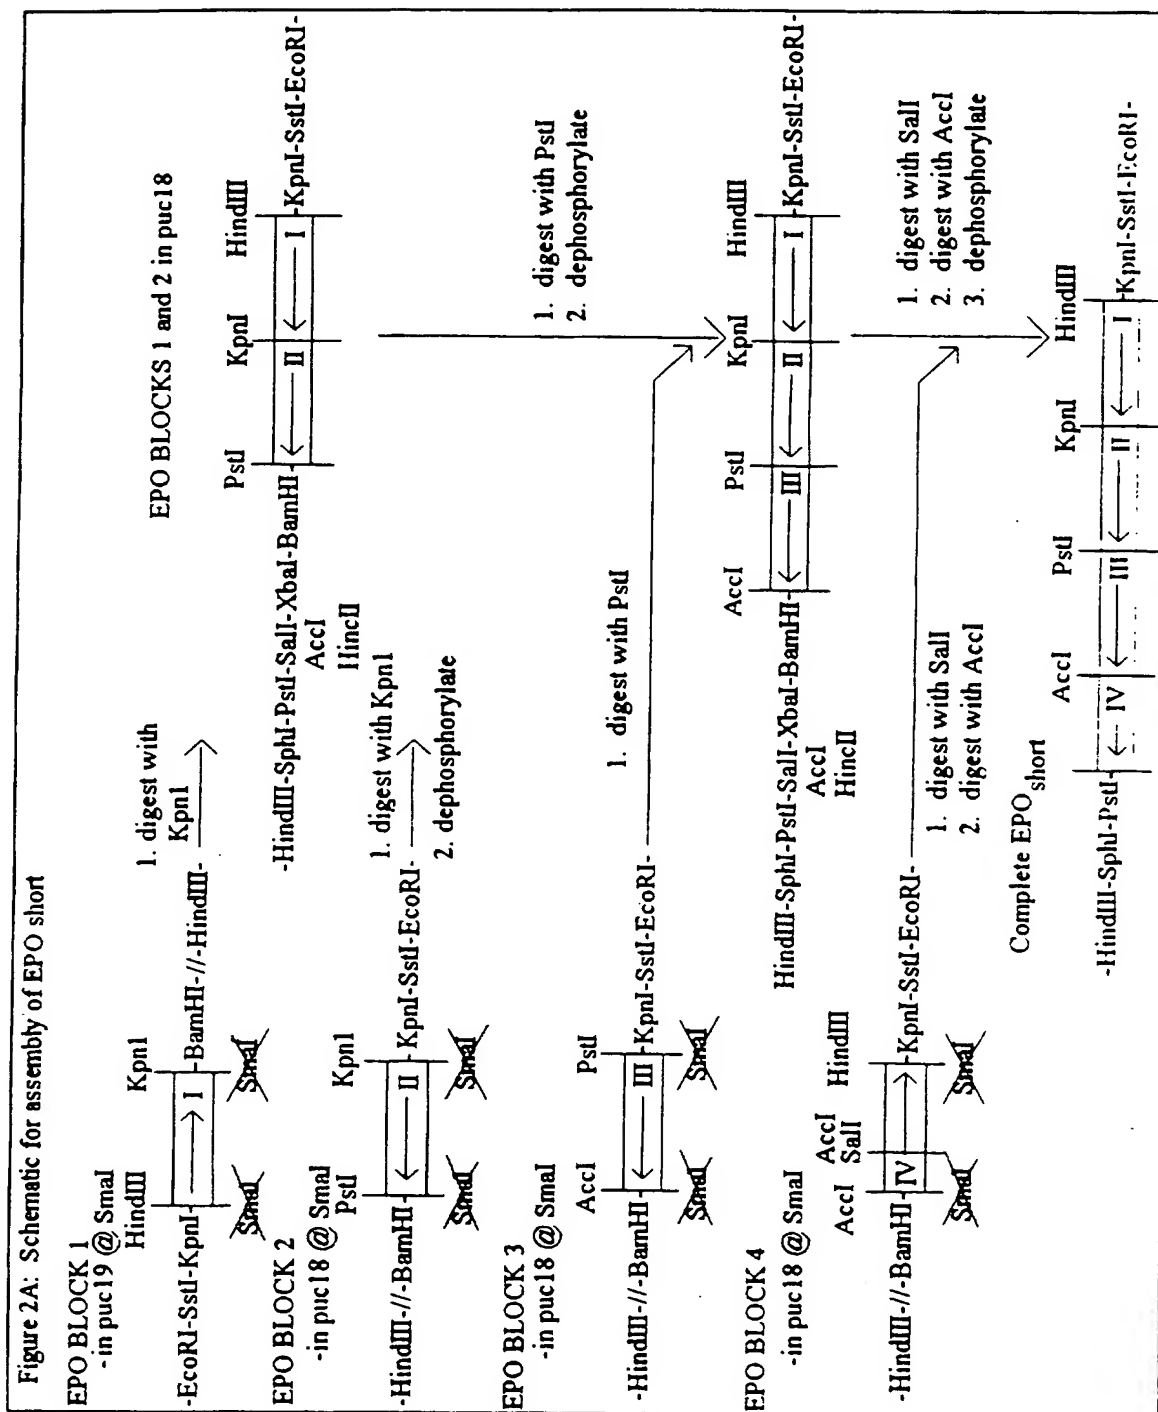 Figure 2A: Schematic for assembly of EPO short
EPO BLOCK 1
-in puc19 @ SmaI
HindIII
Kpn1
-EcoRI-SstI-KpnI-
I
-BamHI-//-HindIII-
SmaI
SmaI
1. digest with
Kpn1
EPO BLOCKS 1 and 2 in puc18
PstI
KpnI
HindIII
-HindIII-SphI-PstI-SalI-XbaI-BamHI-
II
I
-KpnI-SstI-EcoRI-
AccI
HincII
EPO BLOCK 2
-in puc18 @ SmaI
PstI
Kpn1
-HindIII-//-BamHI-
II
-KpnI-SstI-EcoRI-
SmaI
SmaI
1. digest with Kpn1
2. dephosphorylate
1. digest with PstI
2. dephosphorylate
EPO BLOCK 3
-in puc18 @ SmaI
AccI
PstI
-HindIII-//-BamHI-
III
-KpnI-SstI-EcoRI-
SmaI
SmaI
1. digest with PstI
AccI
PstI
KpnI
HindIII
HindIII-SphI-PstI-SalI-XbaI-BamHI-
III
II
I
-KpnI-SstI-EcoRI-
AccI
HincII
EPO BLOCK 4
-in puc18 @ SmaI
AccI
AccI
SalI
HindIII
-HindIII-//-BamHI-
IV
-KpnI-SstI-EcoRI-
SmaI
SmaI
1. digest with SalI
2. digest with AccI
1. digest with SalI
2. digest with AccI
3. dephosphorylate
Complete EPO short
AccI
PstI
KpnI
HindIII
-HindIII-SphI-PstI-
IV
III
II
I
-KpnI-SstI-EcoRI-